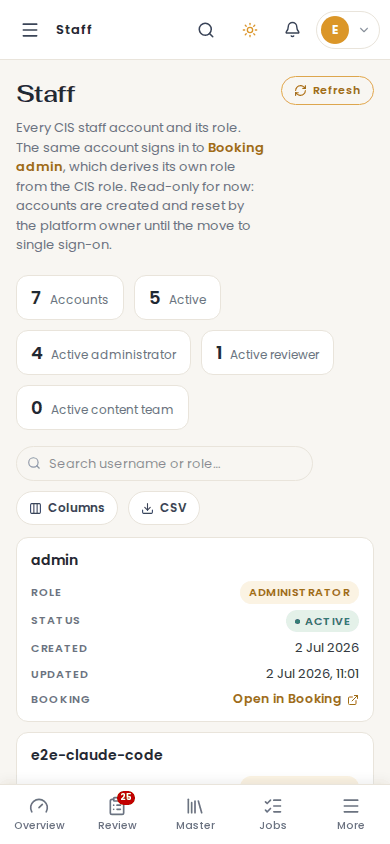 Staff
E
Staff
Refresh
Every CIS staff account and its role.
The same account signs in to Booking
admin, which derives its own role
from the CIS role. Read-only for now:
accounts are created and reset by
the platform owner until the move to
single sign-on.
7 Accounts
5 Active
4 Active administrator
1 Active reviewer
0 Active content team
Search username or role...
Columns
CSV
admin
ROLE ADMINISTRATOR
STATUS ACTIVE
CREATED 2 Jul 2026
UPDATED 2 Jul 2026, 11:01
BOOKING Open in Booking
e2e-claude-code
25
Overview Review Master Jobs More